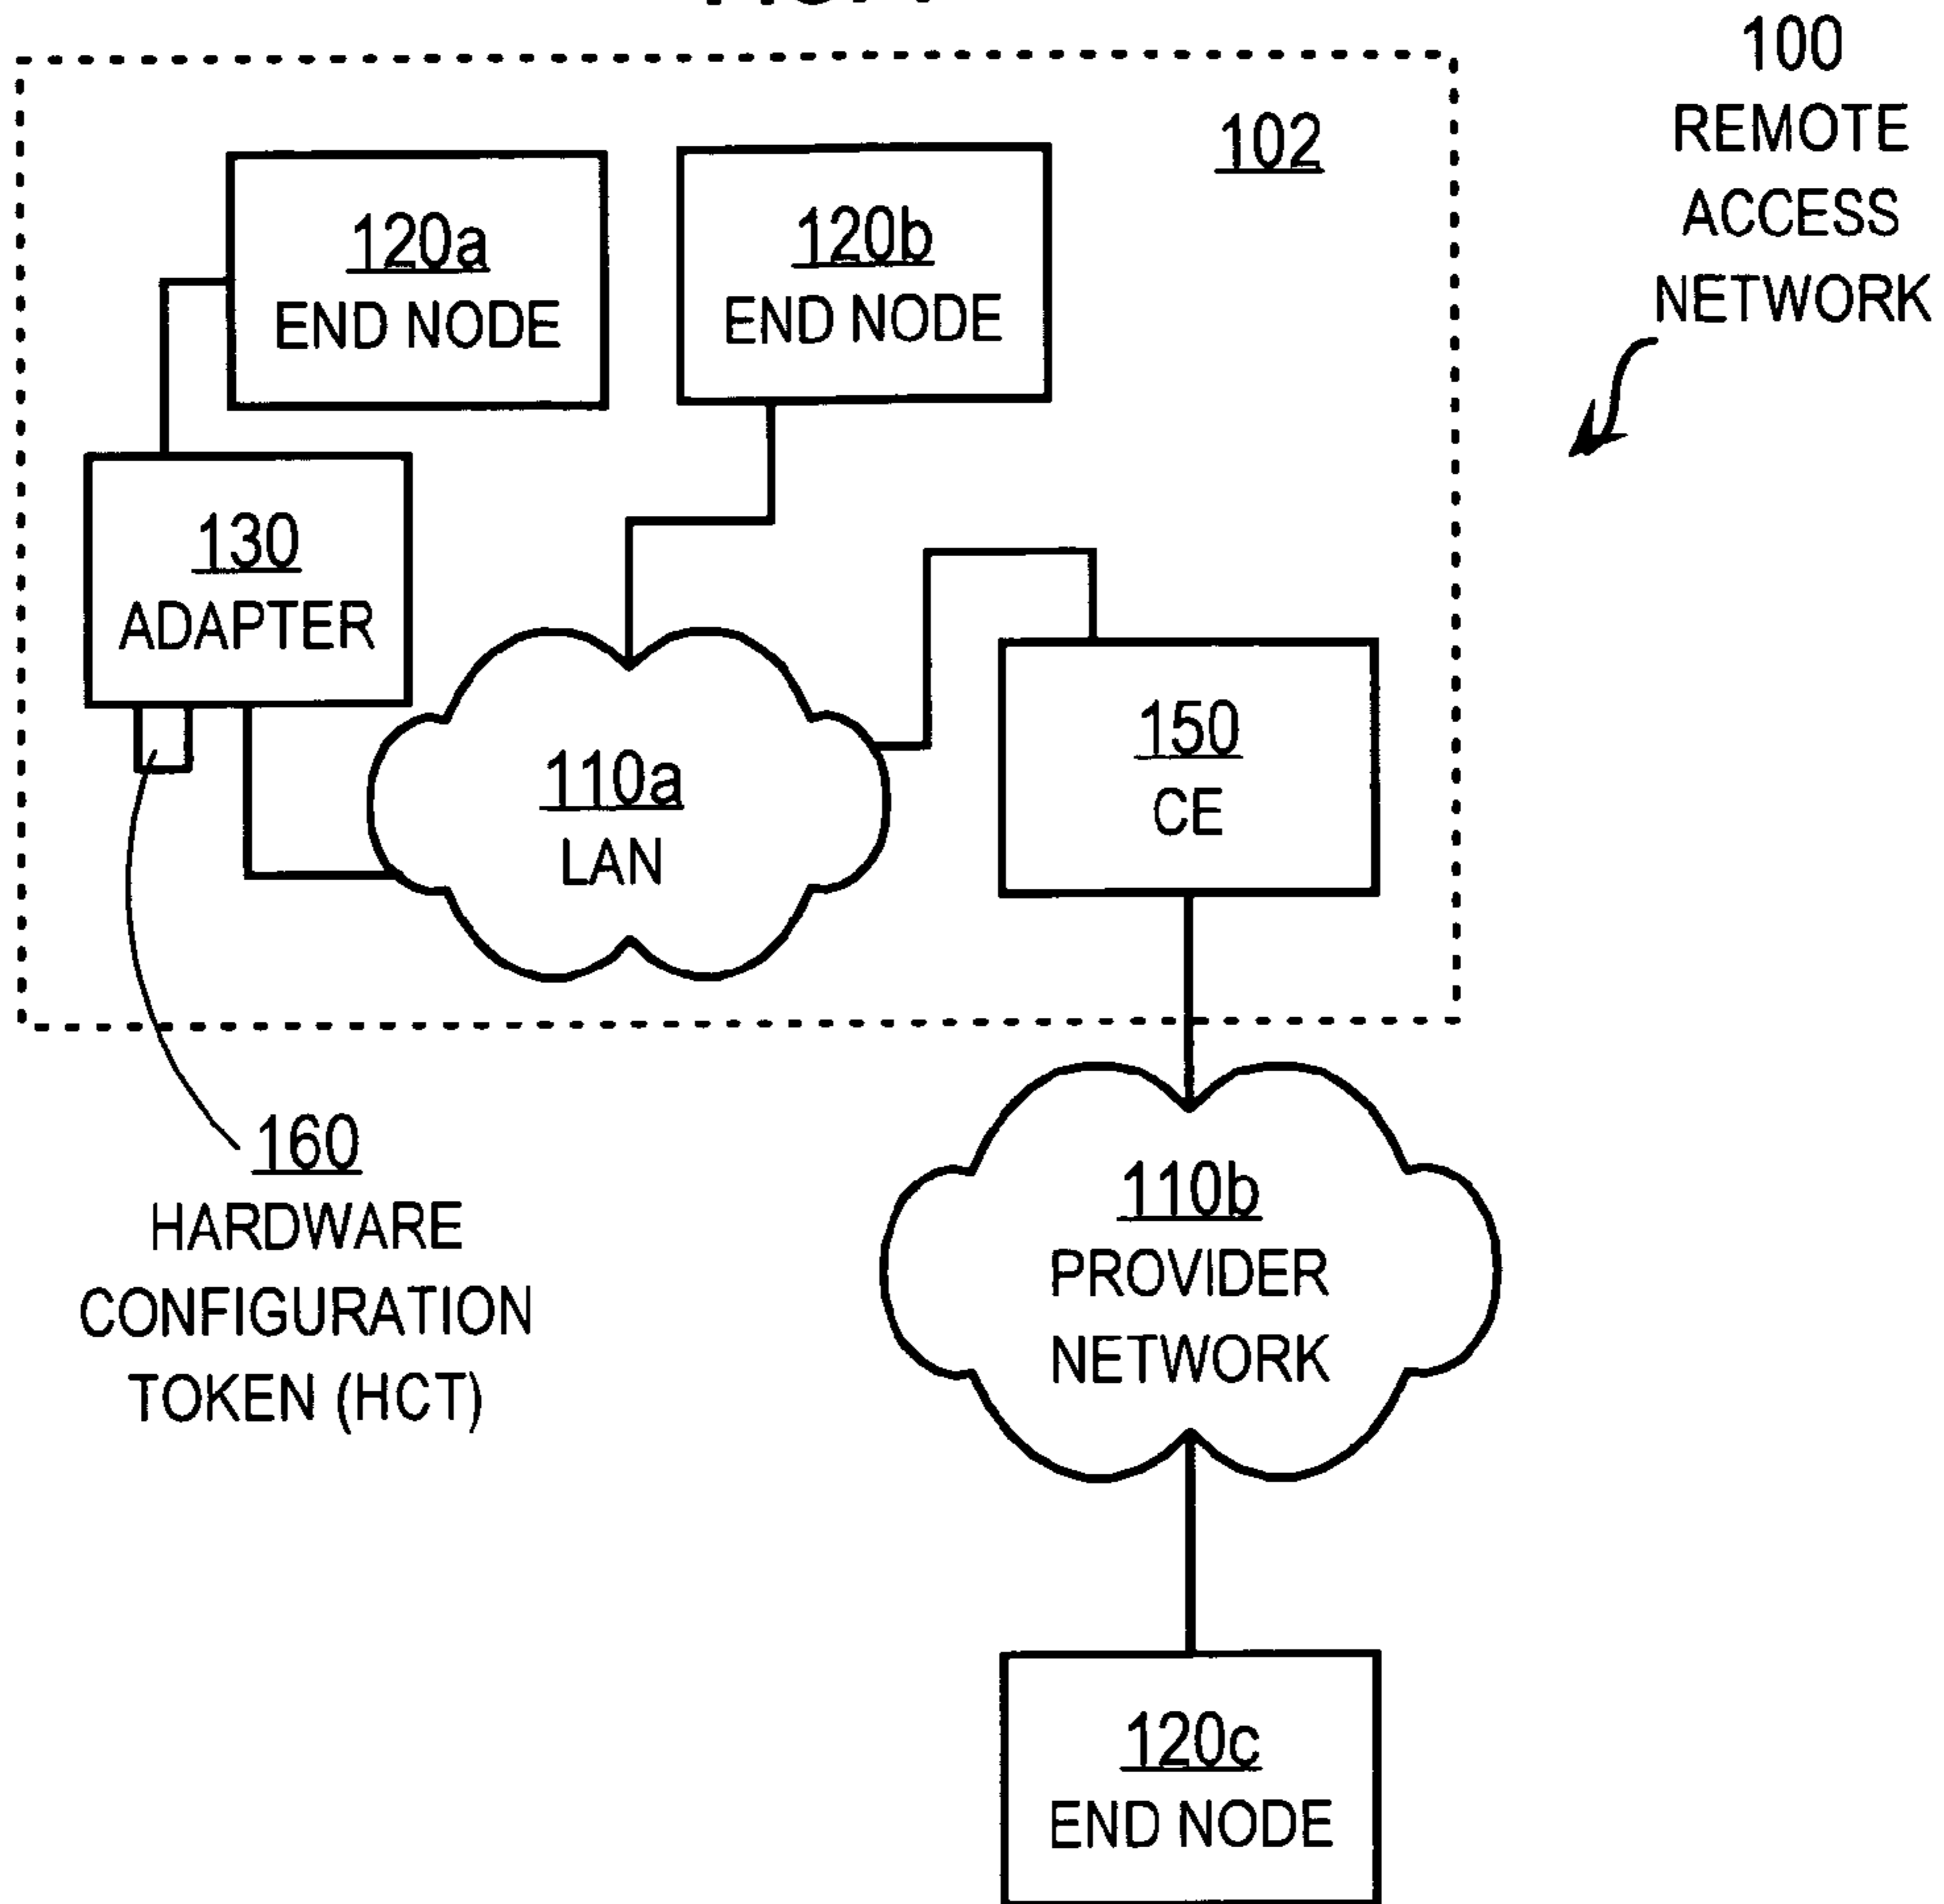 100
REMOTE
ACCESS
NETWORK
102
120a
END NODE
120b
END NODE
130
ADAPTER
110a
LAN
150
CE
160
HARDWARE
CONFIGURATION
TOKEN (HCT)
110b
PROVIDER
NETWORK
120c
END NODE